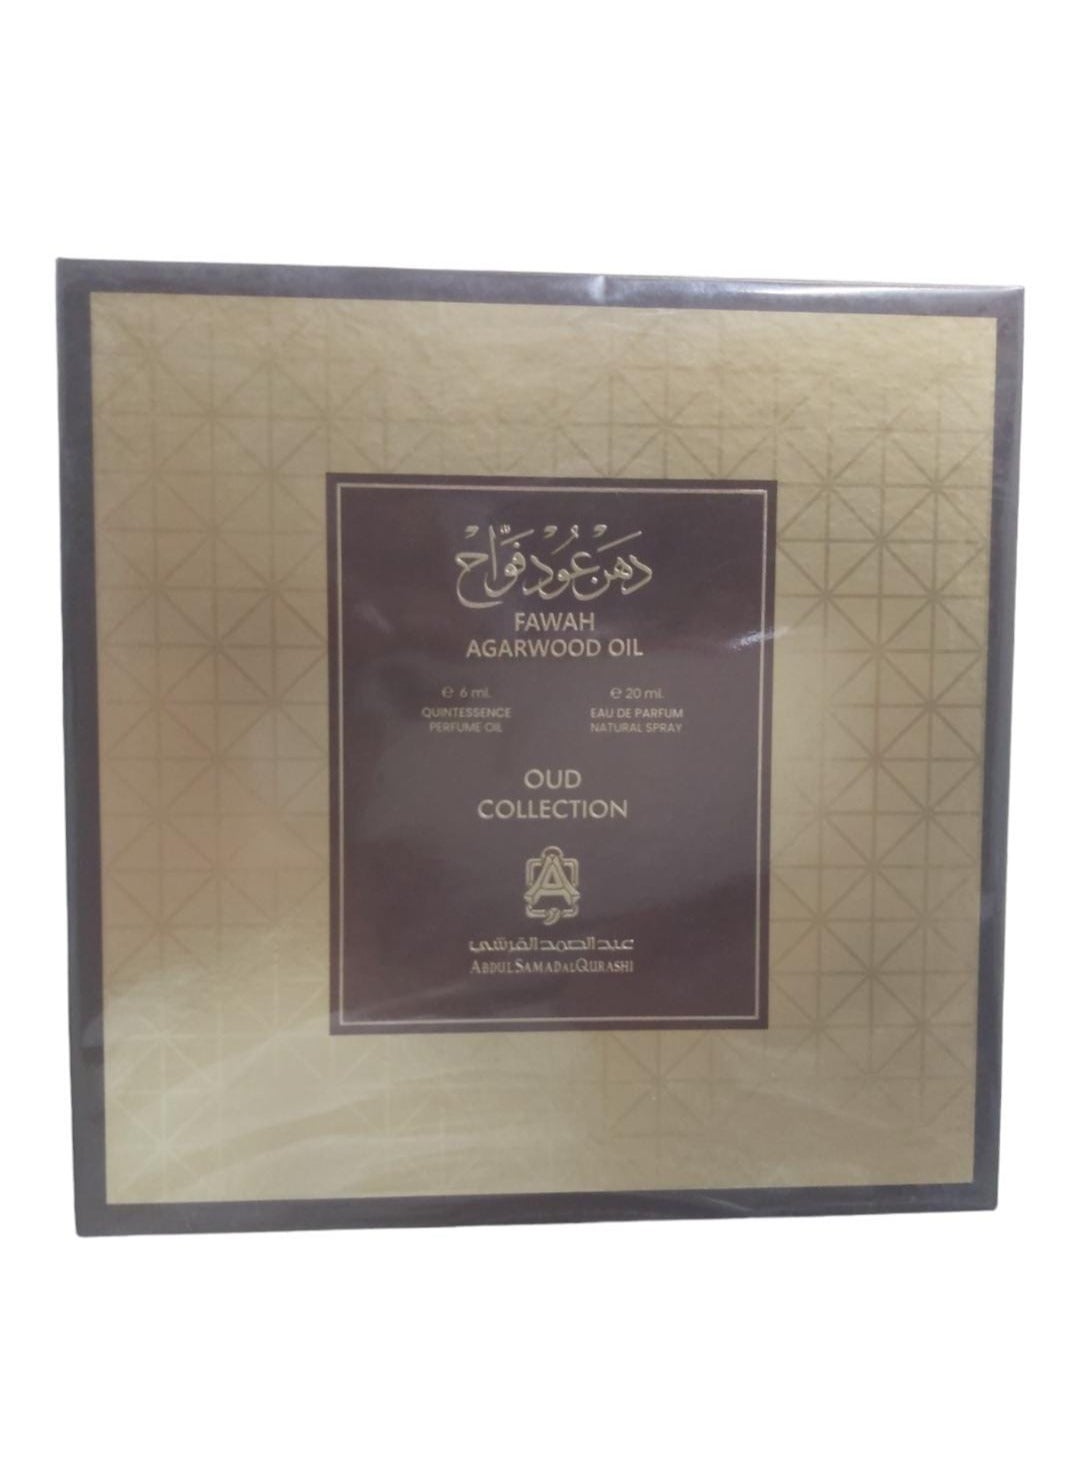 دهن عود فواح
FAWAH
AGARWOOD OIL
℮ 6 ml.
QUINTESSENCE
PERFUME OIL
℮ 20 ml.
EAU DE PARFUM
NATURAL SPRAY
OUD
COLLECTION
عبد الصمد القرشي
ABDUL SAMAD AL QURASHI